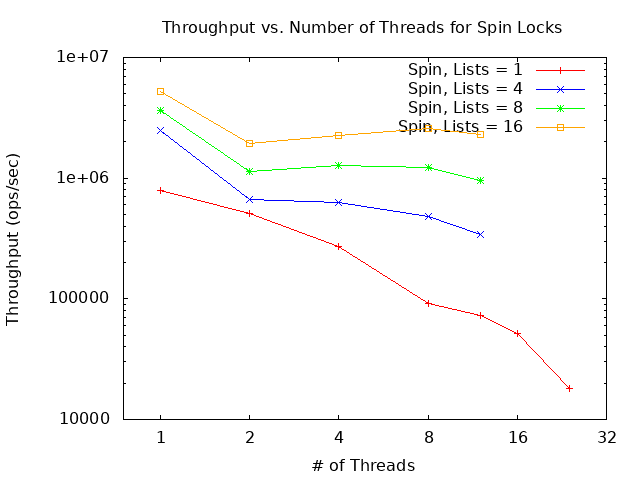 Throughput vs. Number of Threads for Spin Locks
1e+07
Spin, Lists = 1
Spin, Lists = 4
Spin, Lists = 8
Spin, Lists = 16
1e+06
Throughput (ops/sec)
100000
10000
1 2 4 8 16 32
# of Threads